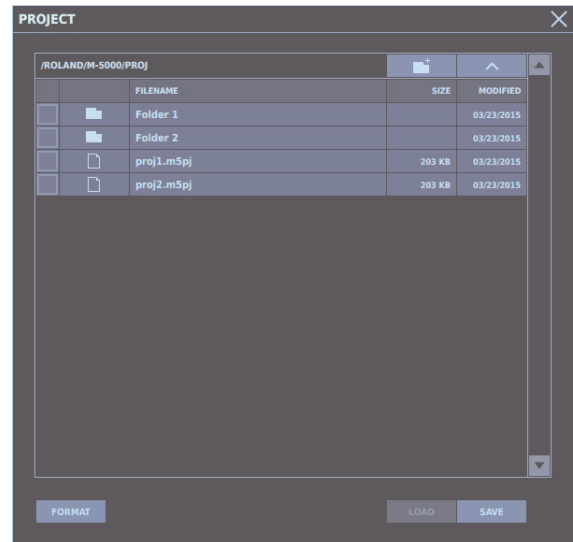 PROJECT
/ROLAND/M-5000/PROJ
FILENAME SIZE MODIFIED
Folder 1 03/23/2015
Folder 2 03/23/2015
proj1.m5pj 203 KB 03/23/2015
proj2.m5pj 203 KB 03/23/2015
FORMAT LOAD SAVE